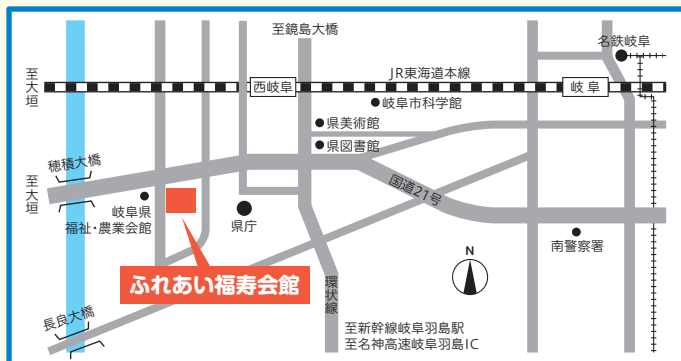 至鏡島大橋
名鉄岐阜
至大垣
JR東海道本線
西岐阜
岐阜
岐阜市科学館
県美術館
県図書館
穂積大橋
至大垣
国道21号
岐阜県
福祉・農業会館
県庁
南警察署
N
ふれあい福寿会館
環状線
長良大橋
至新幹線岐阜羽島駅
至名神高速岐阜羽島IC